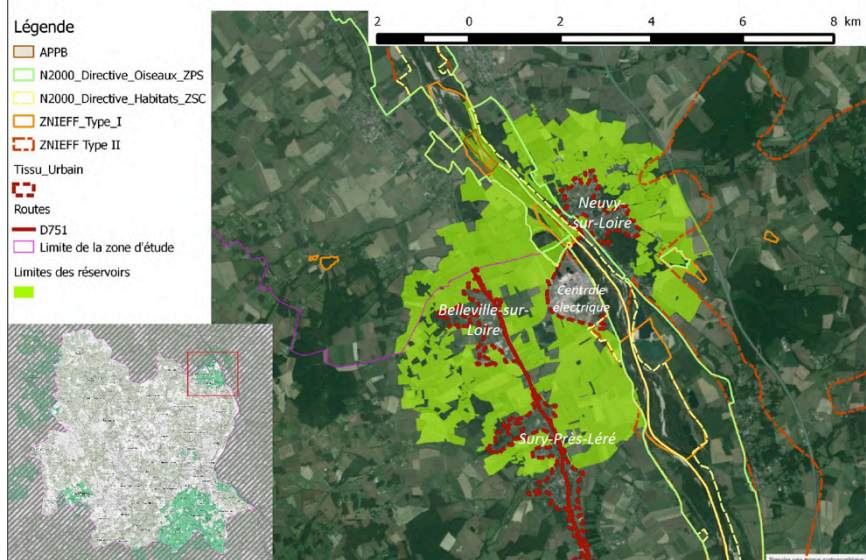 2 0 2 4 6 8 km
Légende
APPB
N2000_Directive_Oiseaux_ZPS
N2000_Directive_Habitats_ZSC
ZNIEFF_Type_I
ZNIEFF Type II
Tissu_Urbain
Routes
D751
Limite de la zone d'étude
Limites des réservoirs
Neuvy
-sur-Loire
Centrale
électrique
Belleville-sur-
Loire
Sury-Près-Léré